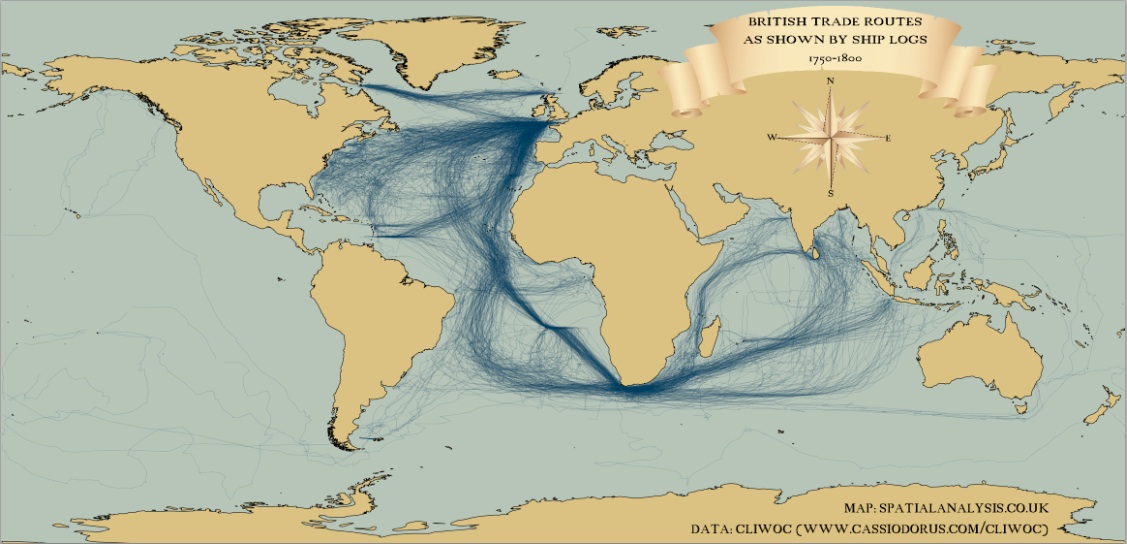 BRITISH TRADE ROUTES
AS SHOWN BY SHIP LOGS
1750-1800
N
W E
S
MAP: SPATIALANALYSIS.CO.UK
DATA: CLIWOC (WWW.CASSIODORUS.COM/CLIWOC)